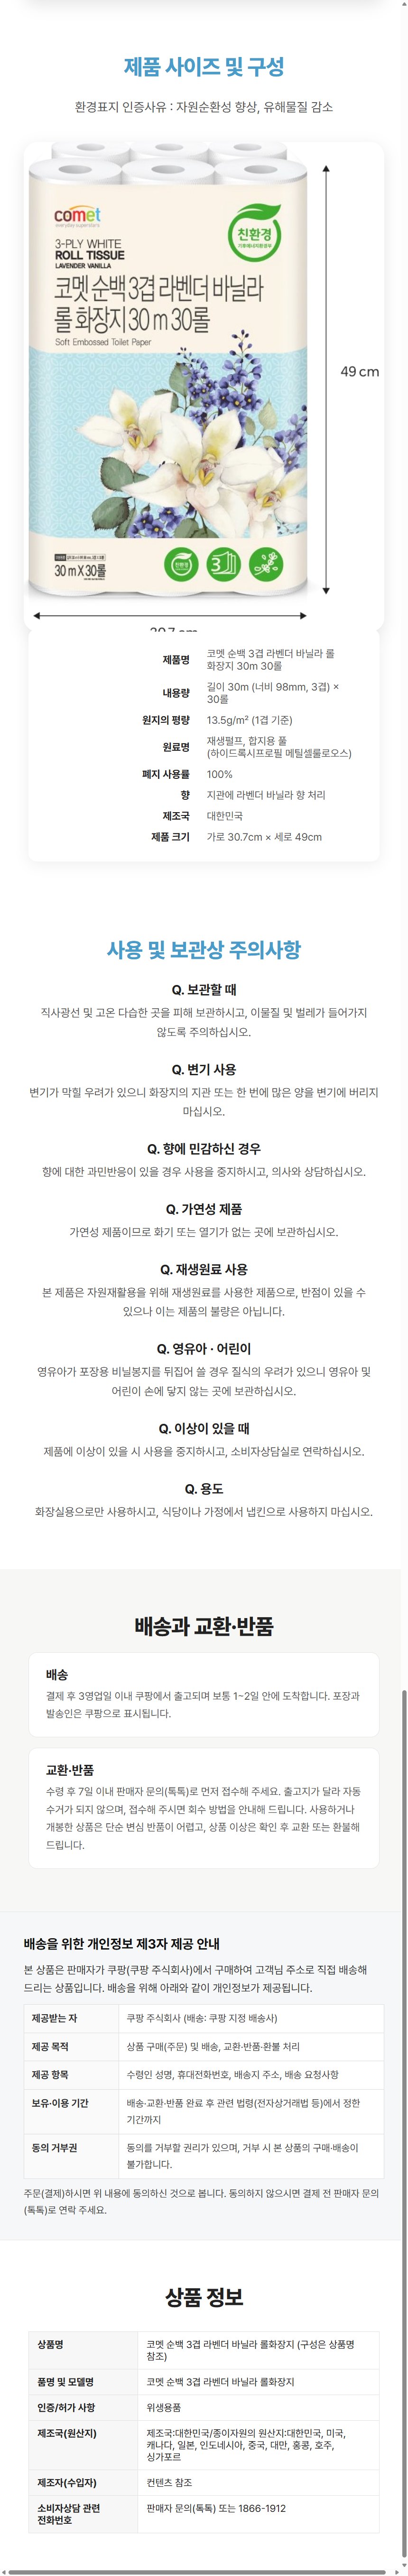 제품 사이즈 및 구성
환경표지 인증사유 : 자원순환성 향상, 유해물질 감소
comet
everyday superstars
친환경
3-PLY WHITE
ROLL TISSUE
LAVENDER VANILLA
코멧 순백 3겹 라벤더 바닐라
롤 화장지 30 m 30롤
Soft Embossed Toilet Paper
49 cm
30 m X 30롤
친환경
3
제품명
코멧 순백 3겹 라벤더 바닐라 롤
화장지 30m 30롤
내용량
길이 30m (너비 98mm, 3겹) ×
30롤
원지의 평량
13.5g/m² (1겹 기준)
원료명
재생펄프, 합지용 풀
(하이드록시프로필 메틸셀룰로오스)
폐지 사용률
100%
향
지관에 라벤더 바닐라 향 처리
제조국
대한민국
제품 크기
가로 30.7cm × 세로 49cm
사용 및 보관상 주의사항
Q. 보관할 때
직사광선 및 고온 다습한 곳을 피해 보관하시고, 이물질 및 벌레가 들어가지
않도록 주의하십시오.
Q. 변기 사용
변기가 막힐 우려가 있으니 화장지의 지관 또는 한 번에 많은 양을 변기에 버리지
마십시오.
Q. 향에 민감하신 경우
향에 대한 과민반응이 있을 경우 사용을 중지하시고, 의사와 상담하십시오.
Q. 가연성 제품
가연성 제품이므로 화기 또는 열기가 없는 곳에 보관하십시오.
Q. 재생원료 사용
본 제품은 자원재활용을 위해 재생원료를 사용한 제품으로, 반점이 있을 수
있으나 이는 제품의 불량은 아닙니다.
Q. 영유아 · 어린이
영유아가 포장용 비닐봉지를 뒤집어 쓸 경우 질식의 우려가 있으니 영유아 및
어린이 손에 닿지 않는 곳에 보관하십시오.
Q. 이상이 있을 때
제품에 이상이 있을 시 사용을 중지하시고, 소비자상담실로 연락하십시오.
Q. 용도
화장실용으로만 사용하시고, 식당이나 가정에서 냅킨으로 사용하지 마십시오.
배송과 교환·반품
배송
결제 후 3영업일 이내 쿠팡에서 출고되며 보통 1~2일 안에 도착합니다. 포장과
발송인은 쿠팡으로 표시됩니다.
교환·반품
수령 후 7일 이내 판매자 문의(톡톡)로 먼저 접수해 주세요. 출고지가 달라 자동
수거가 되지 않으며, 접수해 주시면 회수 방법을 안내해 드립니다. 사용하거나
개봉한 상품은 단순 변심 반품이 어렵고, 상품 이상은 확인 후 교환 또는 환불해
드립니다.
배송을 위한 개인정보 제3자 제공 안내
본 상품은 판매자가 쿠팡(쿠팡 주식회사)에서 구매하여 고객님 주소로 직접 배송해
드리는 상품입니다. 배송을 위해 아래와 같이 개인정보가 제공됩니다.
제공받는 자
쿠팡 주식회사 (배송: 쿠팡 지정 배송사)
제공 목적
상품 구매(주문) 및 배송, 교환·반품·환불 처리
제공 항목
수령인 성명, 휴대전화번호, 배송지 주소, 배송 요청사항
보유·이용 기간
배송·교환·반품 완료 후 관련 법령(전자상거래법 등)에서 정한
기간까지
동의 거부권
동의를 거부할 권리가 있으며, 거부 시 본 상품의 구매·배송이
불가합니다.
주문(결제)하시면 위 내용에 동의하신 것으로 봅니다. 동의하지 않으시면 결제 전 판매자 문의
(톡톡)로 연락 주세요.
상품 정보
상품명
코멧 순백 3겹 라벤더 바닐라 롤화장지 (구성은 상품명
참조)
품명 및 모델명
코멧 순백 3겹 라벤더 바닐라 롤화장지
인증/허가 사항
위생용품
제조국(원산지)
제조국:대한민국/종이자원의 원산지:대한민국, 미국,
캐나다, 일본, 인도네시아, 중국, 대만, 홍콩, 호주,
싱가포르
제조자(수입자)
컨텐츠 참조
소비자상담 관련
전화번호
판매자 문의(톡톡) 또는 1866-1912